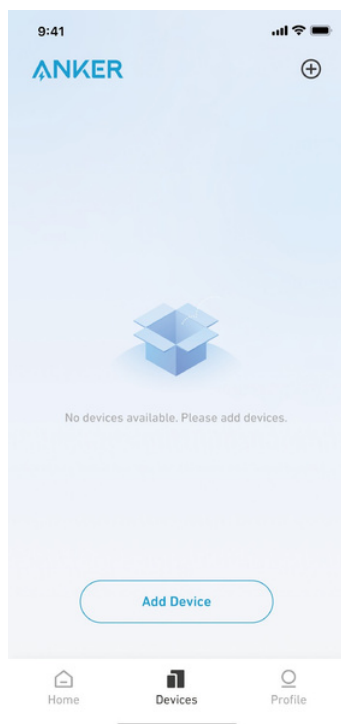 9:41
ANKER
No devices available. Please add devices.
Add Device
Home
Devices
Profile